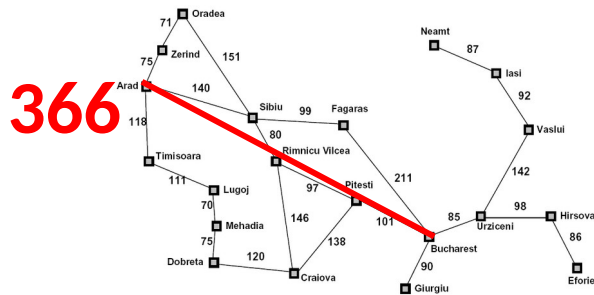 Oradea
Neamt
71
87
Zerind
151
Iasi
75
366
Arad
140
92
Sibiu
99
Fagaras
118
80
Vaslui
Rimnicu Vilcea
Timisoara
211
142
111
97
Pitesti
Lugoj
70
146
101
85
98
Hirsova
Mehadia
Urziceni
75
138
Bucharest
86
120
90
Dobreta
Craiova
Giurgiu
Eforie